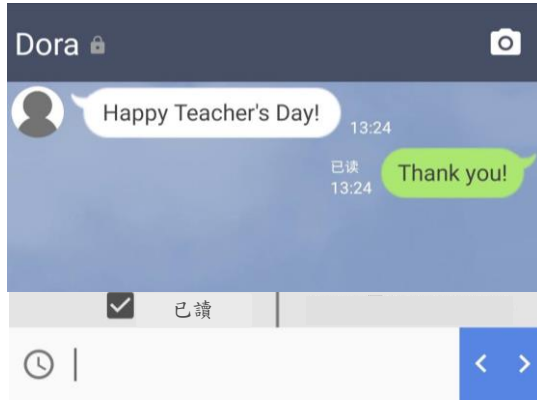 Dora
Happy Teacher's Day!
13:24
已读
13:24
Thank you!
已讀